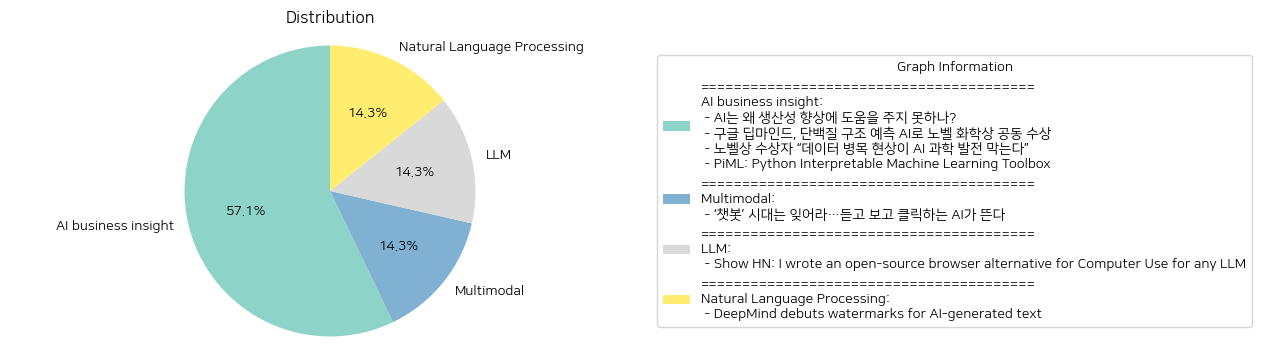 Distribution
Natural Language Processing
14.3%
LLM
14.3%
57.1%
AI business insight
14.3%
Multimodal
Graph Information
========================================
AI business insight:
- AI는 왜 생산성 향상에 도움을 주지 못하나?
- 구글 딥마인드, 단백질 구조 예측 AI로 노벨 화학상 공동 수상
- 노벨상 수상자 “데이터 병목 현상이 AI 과학 발전 막는다”
- PiML: Python Interpretable Machine Learning Toolbox
========================================
Multimodal:
- ‘챗봇’ 시대는 잊어라…듣고 보고 클릭하는 AI가 뜬다
========================================
LLM:
- Show HN: I wrote an open-source browser alternative for Computer Use for any LLM
========================================
Natural Language Processing:
- DeepMind debuts watermarks for AI-generated text